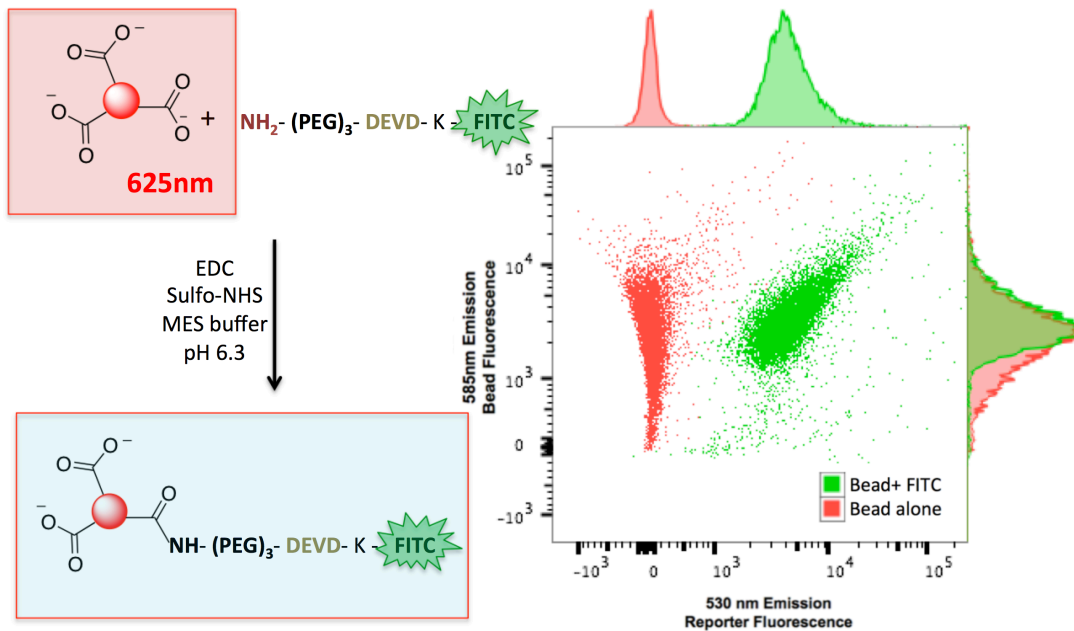 O⁻
O
O
⁻O
O⁻
O
+
NH₂- (PEG)₃- DEVD- K - FITC
625nm
EDC
Sulfo-NHS
MES buffer
pH 6.3
O⁻
O
O
⁻O
O
NH- (PEG)₃- DEVD- K - FITC
585nm Emission
Bead Fluorescence
10⁵
10⁴
10³
0
-10³
Bead+ FITC
Bead alone
-10³ 0 10³ 10⁴ 10⁵
530 nm Emission
Reporter Fluorescence